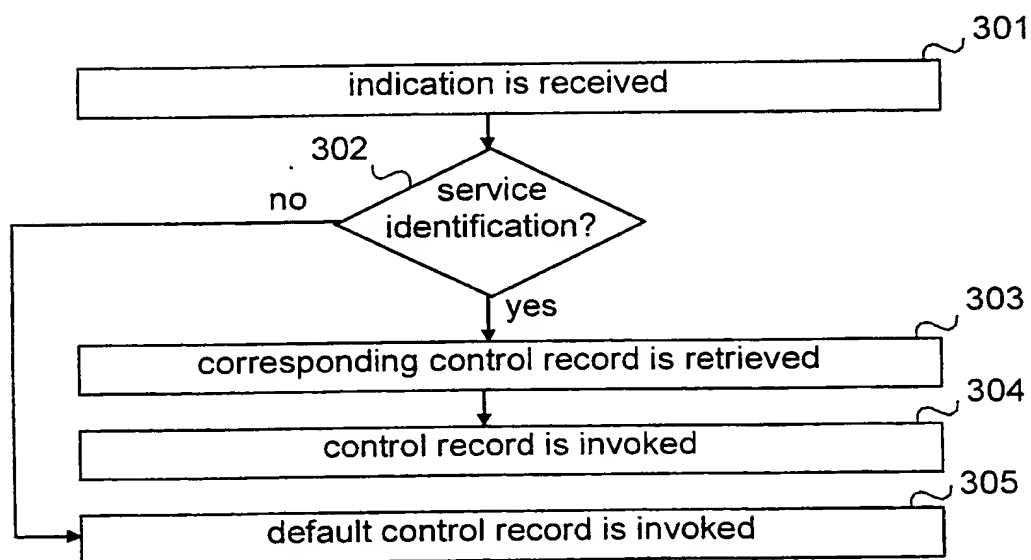 301
indication is received
302
service
identification?
no
yes
303
corresponding control record is retrieved
304
control record is invoked
305
default control record is invoked